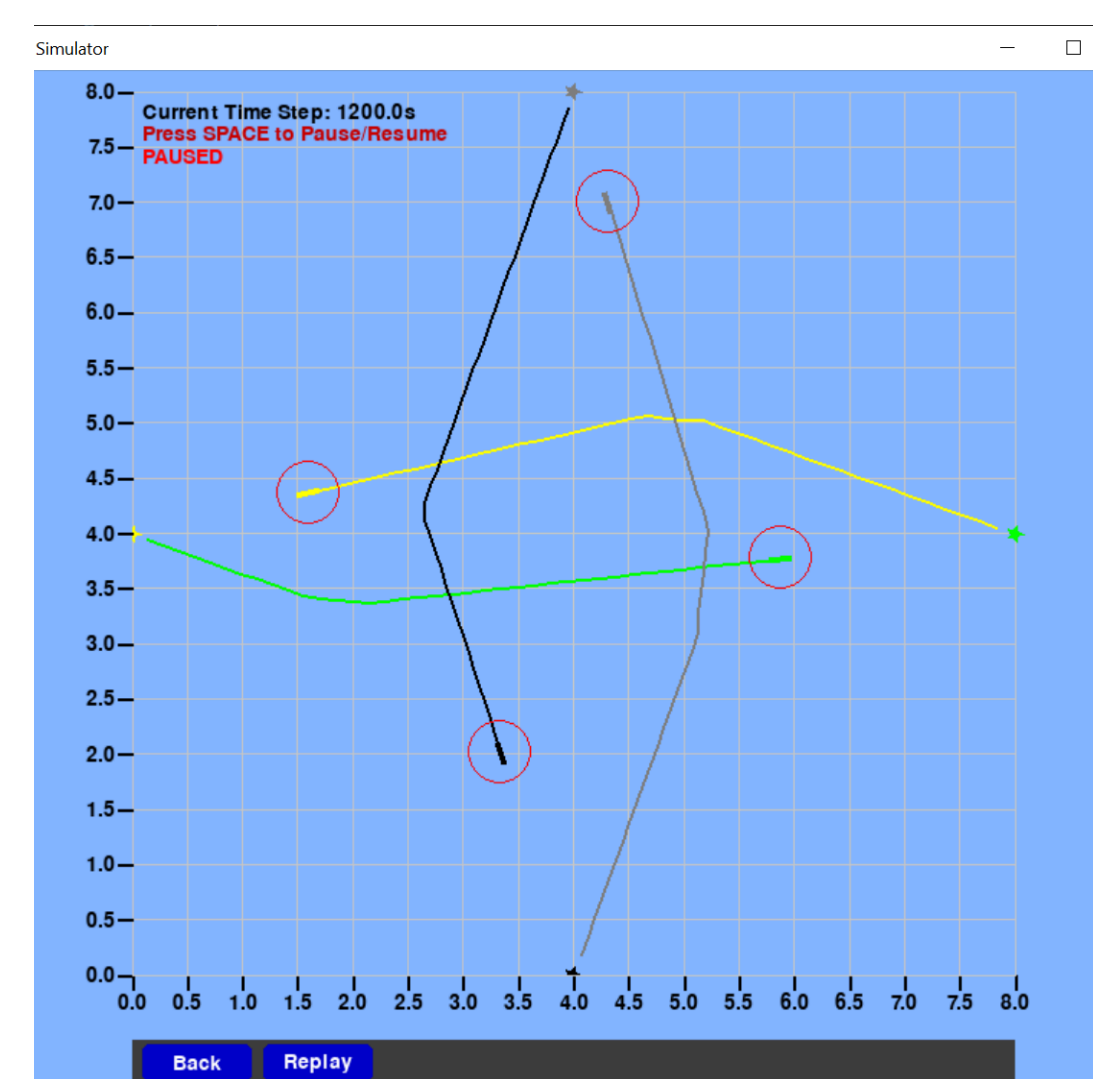 Simulator
Current Time Step: 1200.0s
Press SPACE to Pause/Resume
PAUSED
8.0
7.5
7.0
6.5
6.0
5.5
5.0
4.5
4.0
3.5
3.0
2.5
2.0
1.5
1.0
0.5
0.0
0.0 0.5 1.0 1.5 2.0 2.5 3.0 3.5 4.0 4.5 5.0 5.5 6.0 6.5 7.0 7.5 8.0
Back Replay